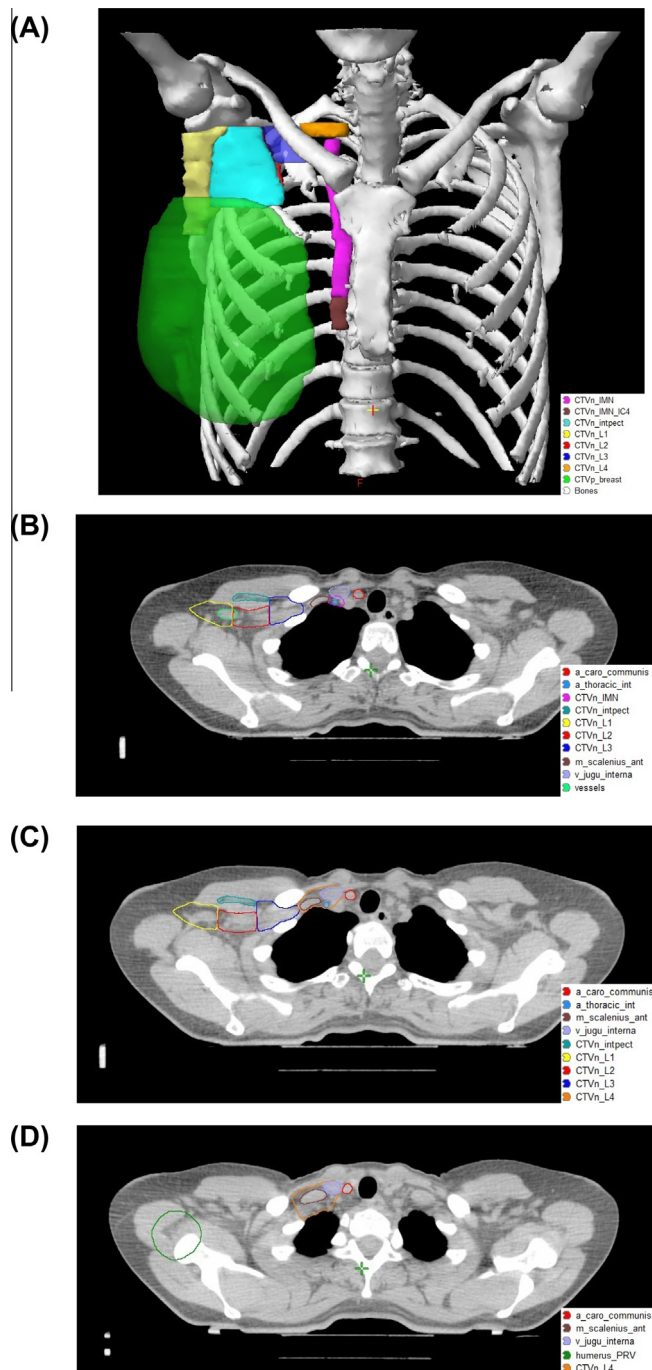 (A)
F
CTVn_IMN
CTVn_IMN_IC4
CTVn_intpect
CTVn_L1
CTVn_L2
CTVn_L3
CTVn_L4
CTVp_breast
Bones
(B)
a_caro_communis
a_thoracic_int
CTVn_IMN
CTVn_intpect
CTVn_L1
CTVn_L2
CTVn_L3
m_scalenius_ant
v_jugu_interna
vessels
(C)
a_caro_communis
a_thoracic_int
m_scalenius_ant
v_jugu_interna
CTVn_intpect
CTVn_L1
CTVn_L2
CTVn_L3
CTVn_L4
(D)
a_caro_communis
m_scalenius_ant
v_jugu_interna
humerus_PRV
CTVn_L4